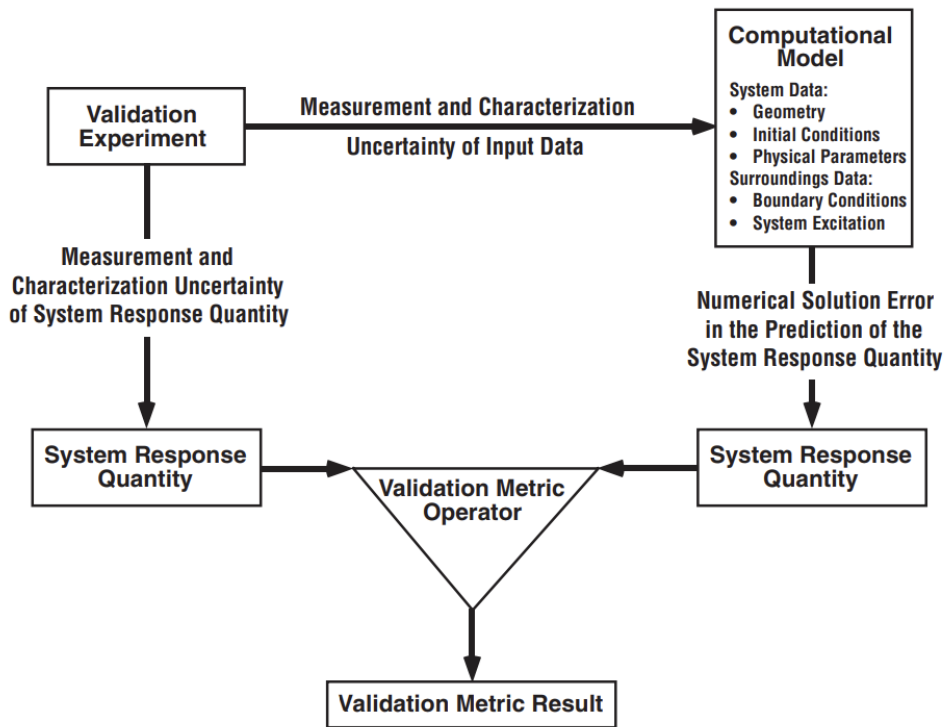 Computational
Model
System Data:
• Geometry
• Initial Conditions
• Physical Parameters
Surroundings Data:
• Boundary Conditions
• System Excitation
Validation
Experiment
Measurement and Characterization
Uncertainty of Input Data
Measurement and
Characterization Uncertainty
of System Response Quantity
Numerical Solution Error
in the Prediction of the
System Response Quantity
System Response
Quantity
Validation Metric
Operator
System Response
Quantity
Validation Metric Result